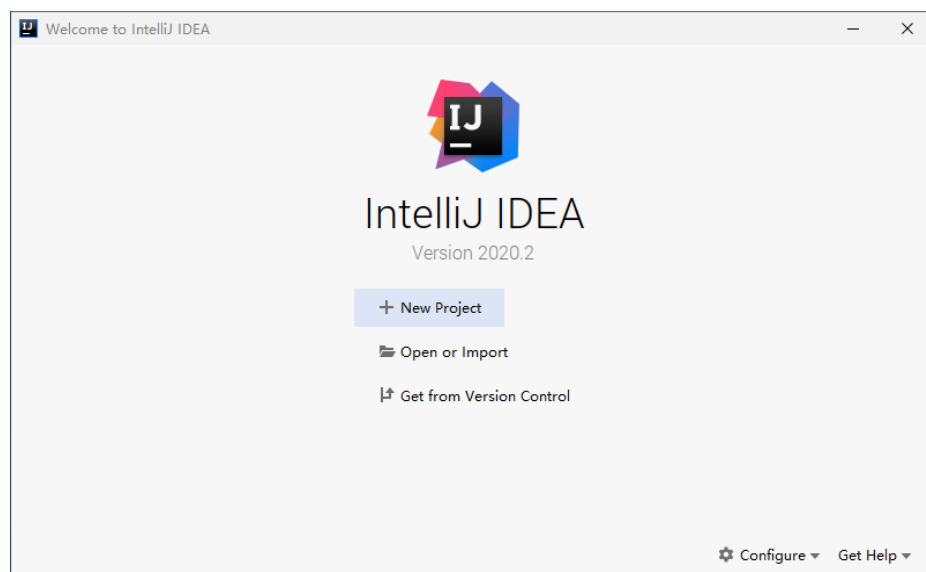 Welcome to IntelliJ IDEA
IJ
IntelliJ IDEA
Version 2020.2
New Project
Open or Import
Get from Version Control
Configure Get Help